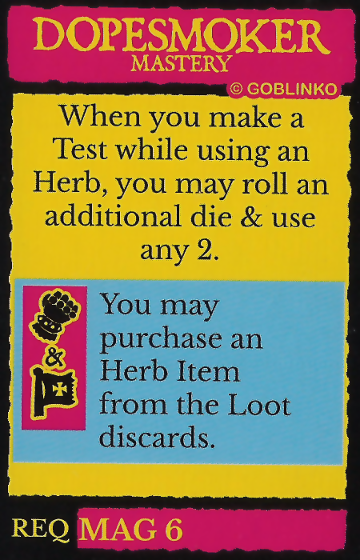 DOPESMOKER
MASTERY
© GOBLINKO
When you make a
Test while using an
Herb, you may roll an
additional die & use
any 2.
&
You may
purchase an
Herb Item
from the Loot
discards.
REQ MAG 6